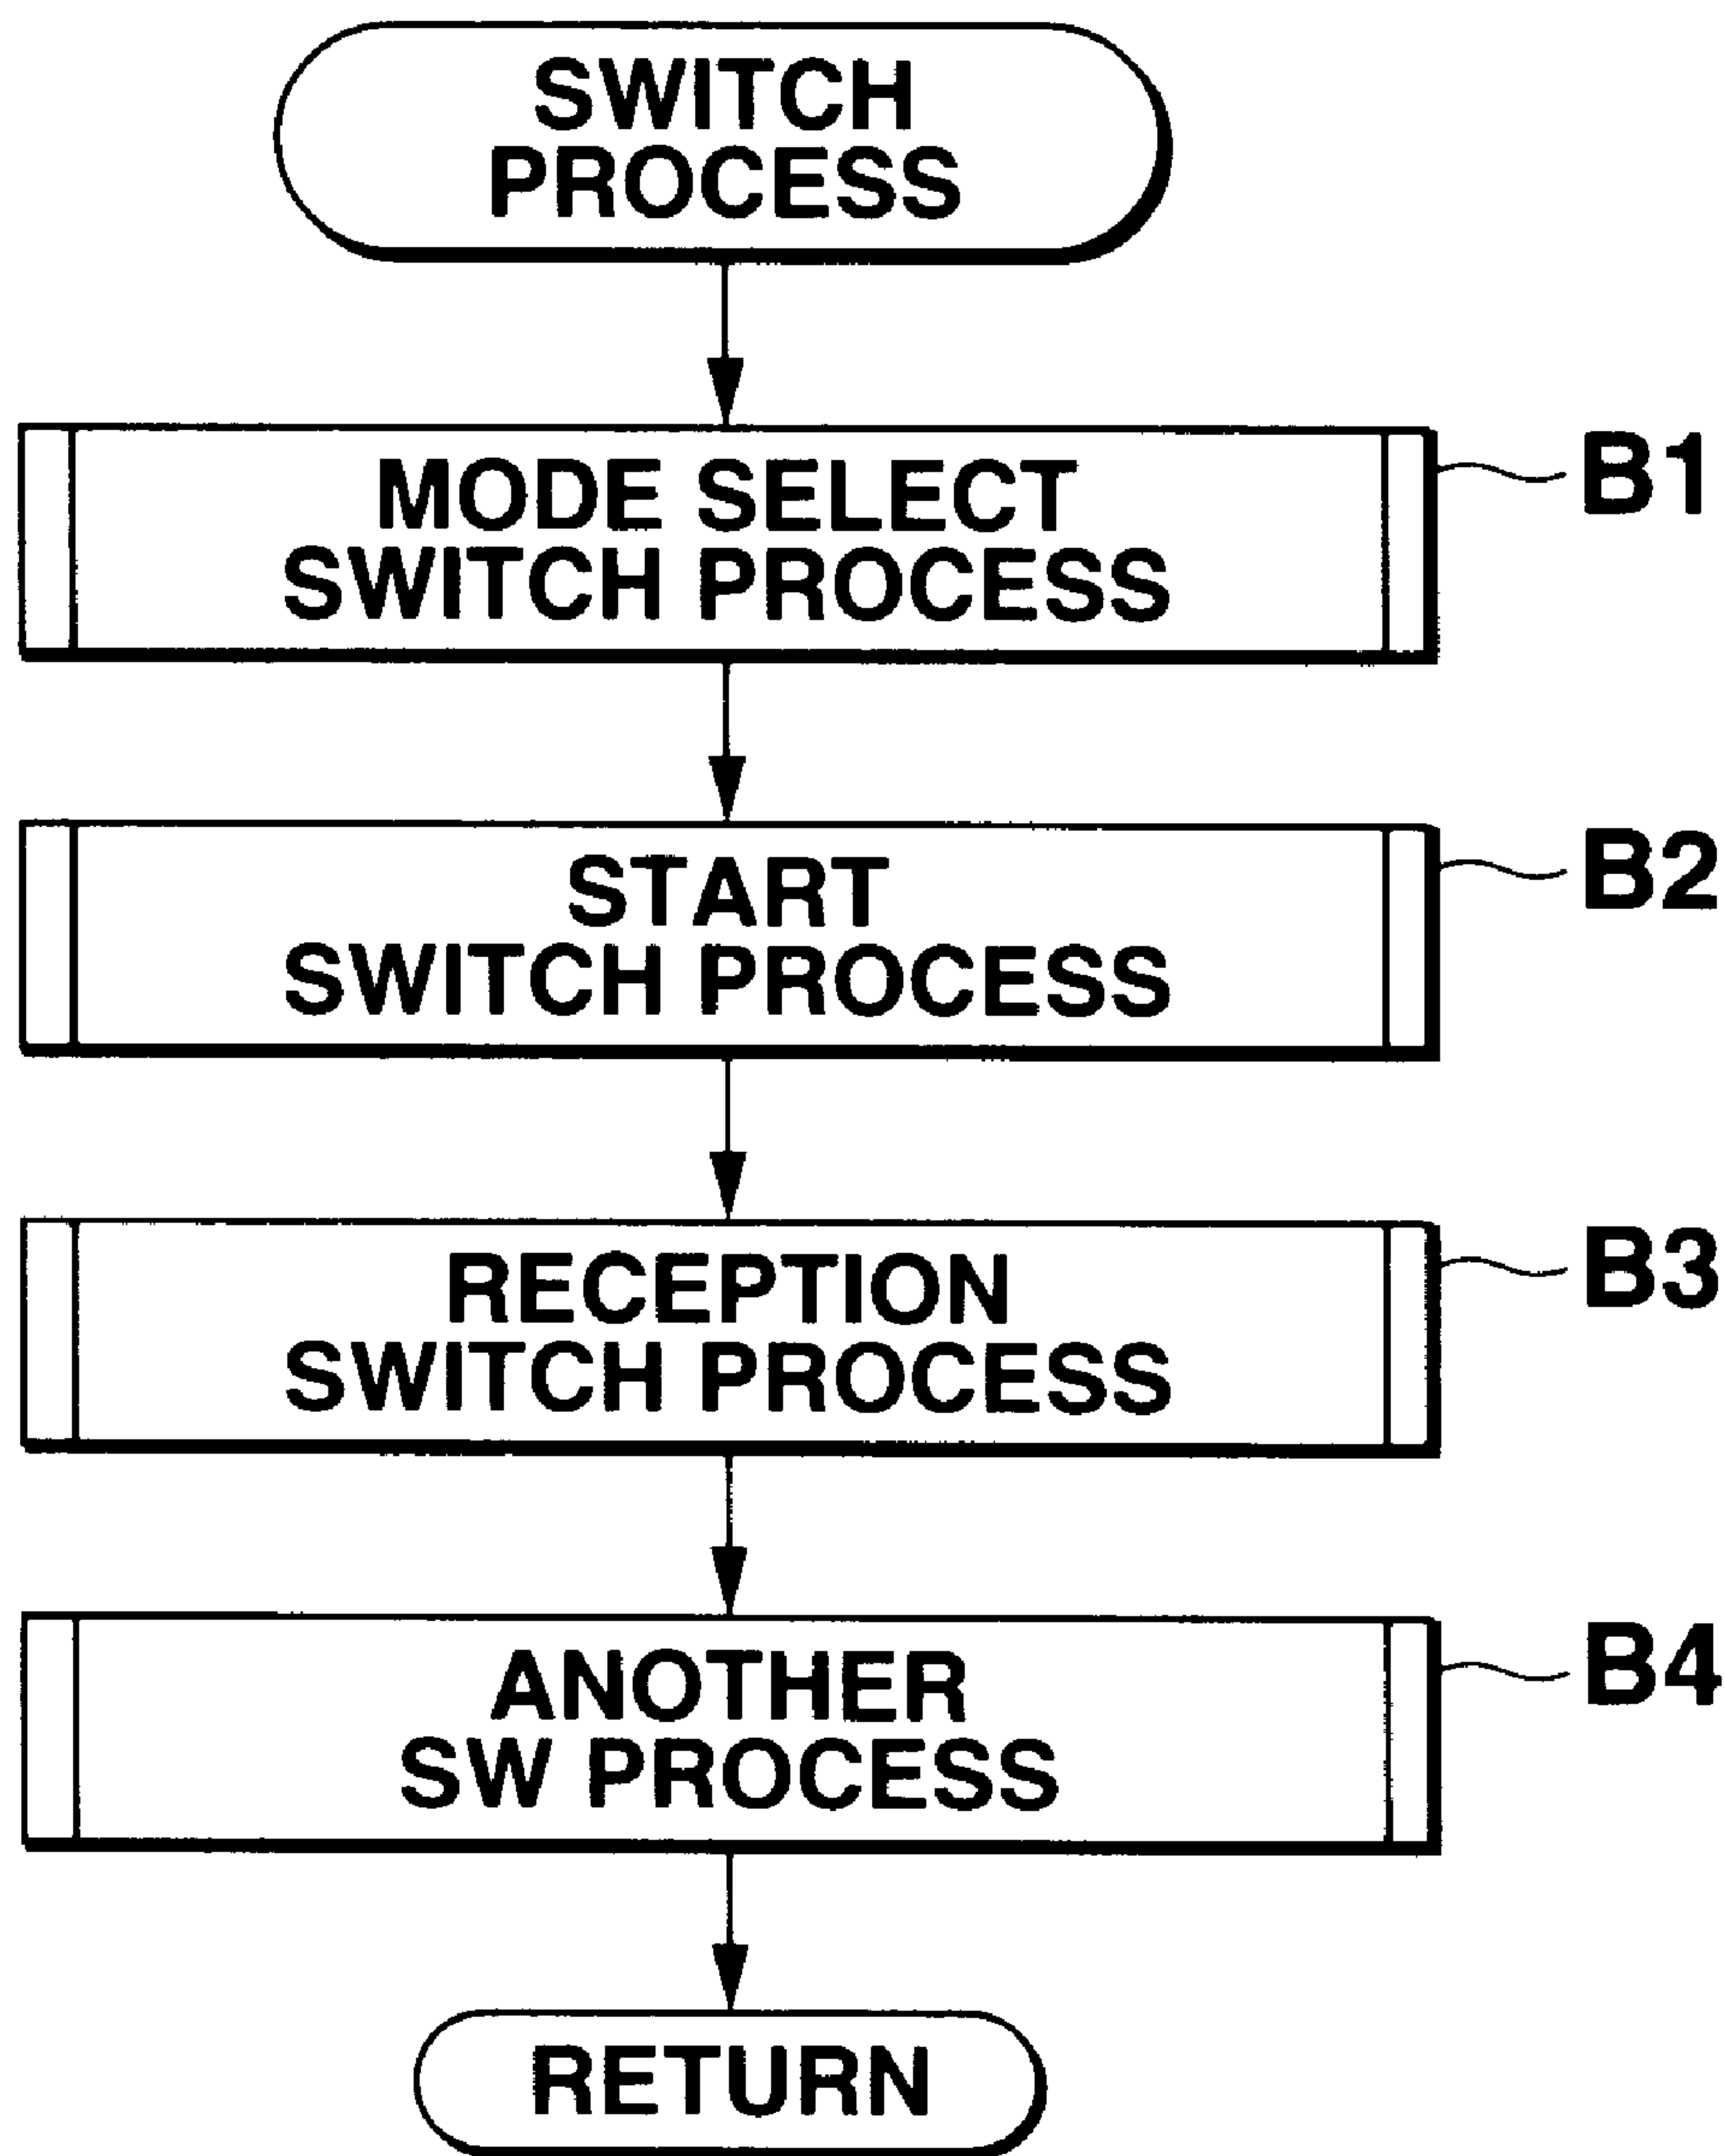 SWITCH
PROCESS
MODE SELECT
SWITCH PROCESS
B1
START
SWITCH PROCESS
B2
RECEPTION
SWITCH PROCESS
B3
ANOTHER
SW PROCESS
B4
RETURN